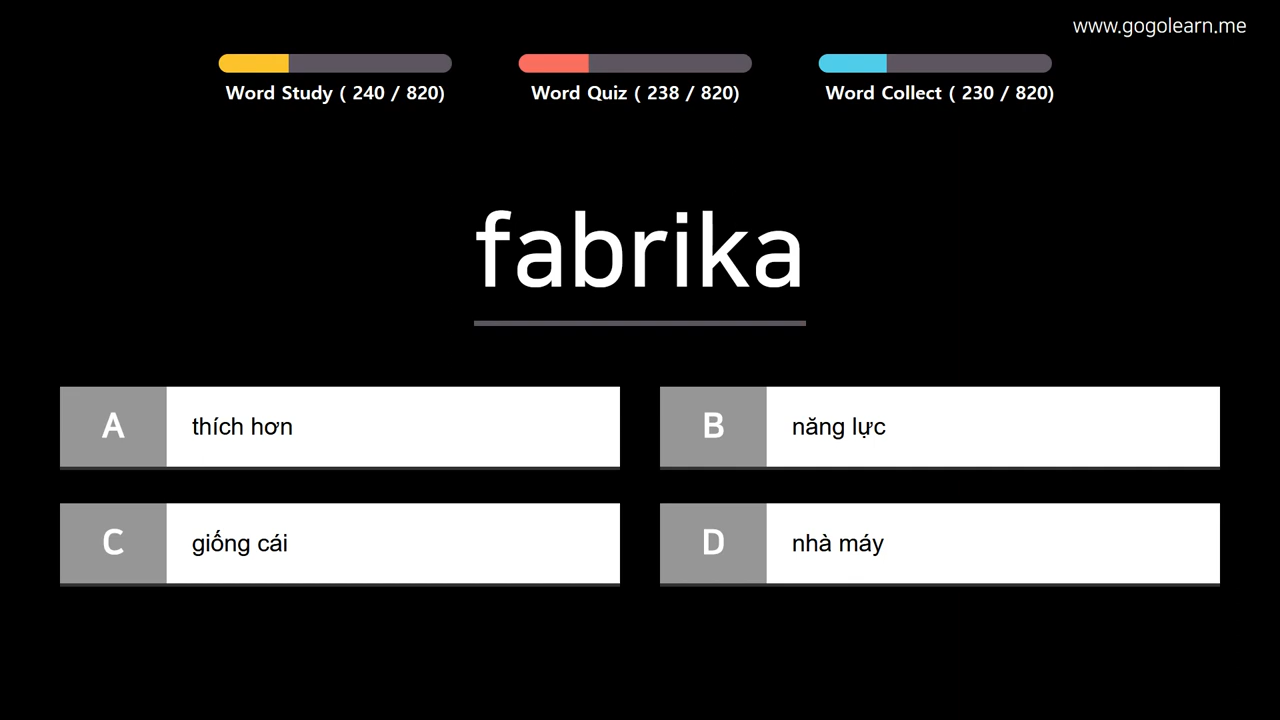 www.gogolearn.me
Word Study ( 240 / 820)
Word Quiz ( 238 / 820)
Word Collect ( 230 / 820)
fabrika
A thích hơn
B năng lực
C giống cái
D nhà máy